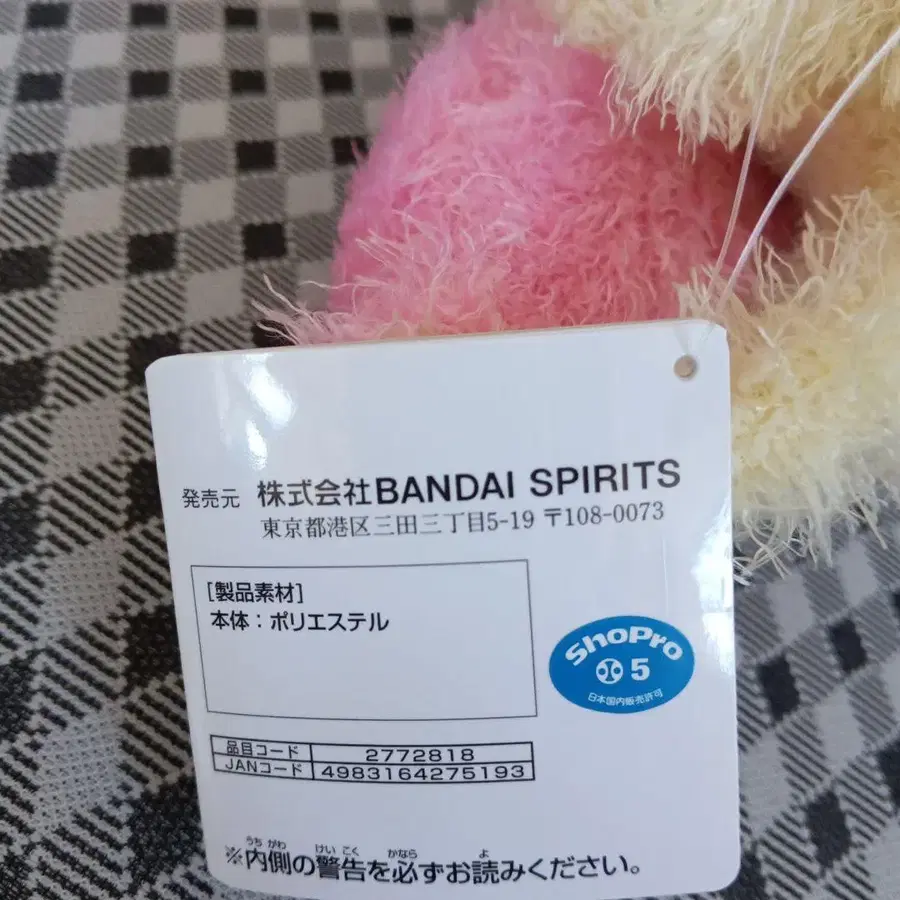 発売元 株式会社BANDAI SPIRITS
東京都港区三田三丁目5-19 〒108-0073
[製品素材]
本体：ポリエステル
ShoPro
小 5
日本国内販売許可
品目コード 2772818
JANコード 4983164275193
うちがわ けいこく かなら よ
※内側の警告を必ずお読みください。